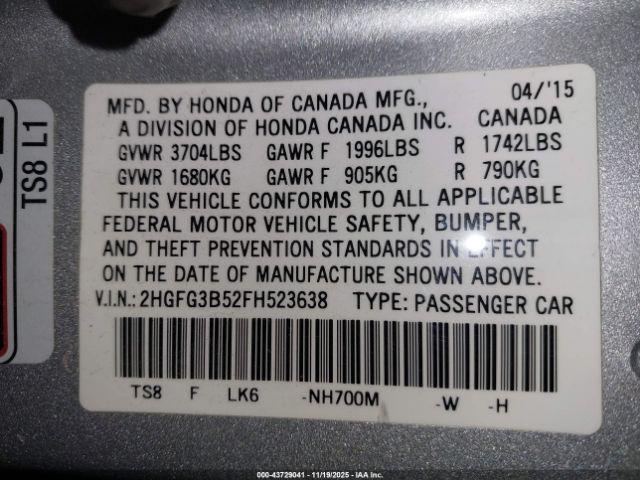 MFD. BY HONDA OF CANADA MFG., 04/'15
A DIVISION OF HONDA CANADA INC. CANADA
GVWR 3704LBS GAWR F 1996LBS R 1742LBS
GVWR 1680KG GAWR F 905KG R 790KG
THIS VEHICLE CONFORMS TO ALL APPLICABLE
FEDERAL MOTOR VEHICLE SAFETY, BUMPER,
AND THEFT PREVENTION STANDARDS IN EFFECT
ON THE DATE OF MANUFACTURE SHOWN ABOVE.
V.I.N.: 2HGFG3B52FH523638 TYPE: PASSENGER CAR
TS8 F LK6 -NH700M -W -H
TS8 L1
000-43729041 - 11/19/2025 - IAA Inc.